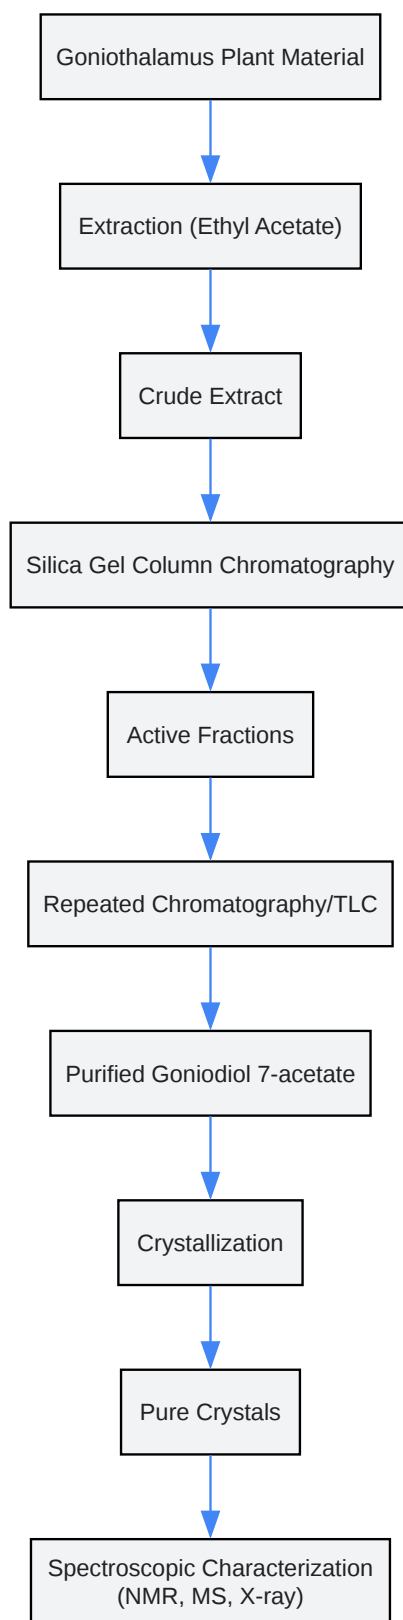 Goniothalamus Plant Material
Extraction (Ethyl Acetate)
Crude Extract
Silica Gel Column Chromatography
Active Fractions
Repeated Chromatography/TLC
Purified Goniodiol 7-acetate
Crystallization
Pure Crystals
Spectroscopic Characterization
(NMR, MS, X-ray)